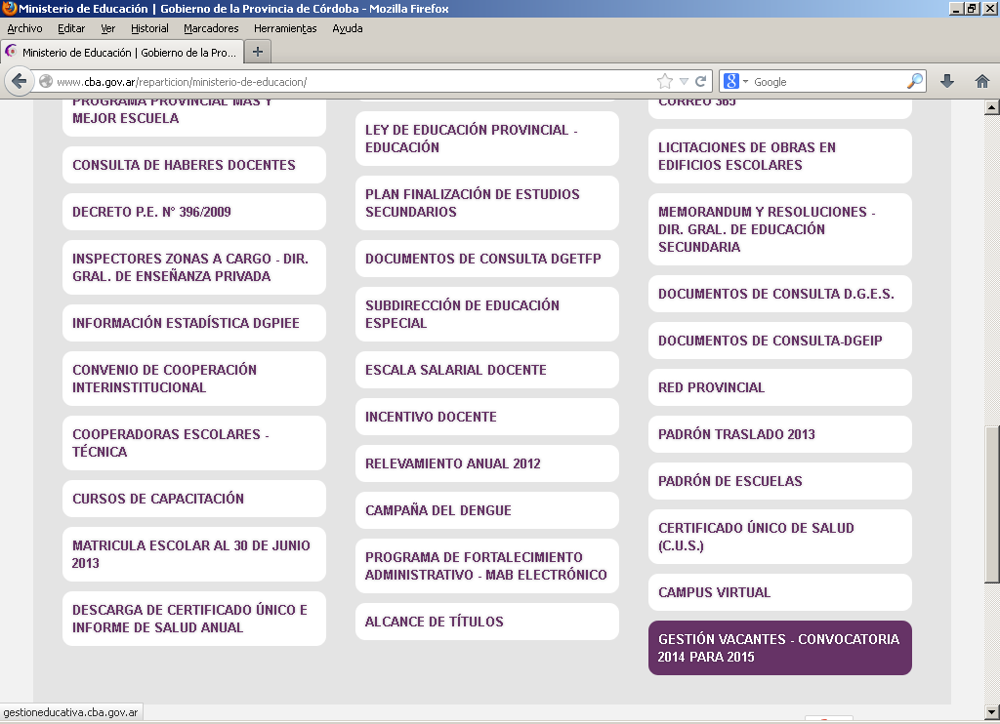 Ministerio de Educación | Gobierno de la Provincia de Córdoba - Mozilla Firefox
Archivo Editar Ver Historial Marcadores Herramientas Ayuda
Ministerio de Educación | Gobierno de la Pro...
www.cba.gov.ar/reparticion/ministerio-de-educacion/
Google
PROGRAMA PROVINCIAL MAS Y
MEJOR ESCUELA
CONSULTA DE HABERES DOCENTES
DECRETO P.E. N° 396/2009
INSPECTORES ZONAS A CARGO - DIR.
GRAL. DE ENSEÑANZA PRIVADA
INFORMACIÓN ESTADÍSTICA DGPIEE
CONVENIO DE COOPERACIÓN
INTERINSTITUCIONAL
COOPERADORAS ESCOLARES -
TÉCNICA
CURSOS DE CAPACITACIÓN
MATRICULA ESCOLAR AL 30 DE JUNIO
2013
DESCARGA DE CERTIFICADO ÚNICO E
INFORME DE SALUD ANUAL
LEY DE EDUCACIÓN PROVINCIAL -
EDUCACIÓN
PLAN FINALIZACIÓN DE ESTUDIOS
SECUNDARIOS
DOCUMENTOS DE CONSULTA DGETFP
SUBDIRECCIÓN DE EDUCACIÓN
ESPECIAL
ESCALA SALARIAL DOCENTE
INCENTIVO DOCENTE
RELEVAMIENTO ANUAL 2012
CAMPAÑA DEL DENGUE
PROGRAMA DE FORTALECIMIENTO
ADMINISTRATIVO - MAB ELECTRÓNICO
ALCANCE DE TÍTULOS
CORREO 365
LICITACIONES DE OBRAS EN
EDIFICIOS ESCOLARES
MEMORANDUM Y RESOLUCIONES -
DIR. GRAL. DE EDUCACIÓN
SECUNDARIA
DOCUMENTOS DE CONSULTA D.G.E.S.
DOCUMENTOS DE CONSULTA-DGEIP
RED PROVINCIAL
PADRÓN TRASLADO 2013
PADRÓN DE ESCUELAS
CERTIFICADO ÚNICO DE SALUD
(C.U.S.)
CAMPUS VIRTUAL
GESTIÓN VACANTES - CONVOCATORIA
2014 PARA 2015
gestioneducativa.cba.gov.ar